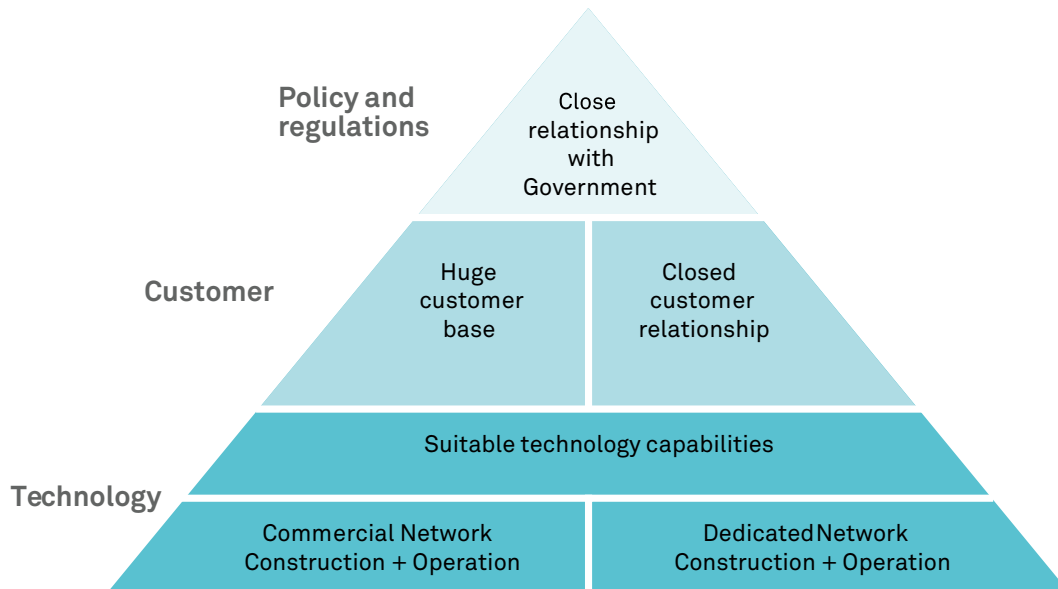 Policy and
regulations
Close
relationship
with
Government
Customer
Huge
customer
base
Closed
customer
relationship
Suitable technology capabilities
Technology
Commercial Network
Construction + Operation
Dedicated Network
Construction + Operation